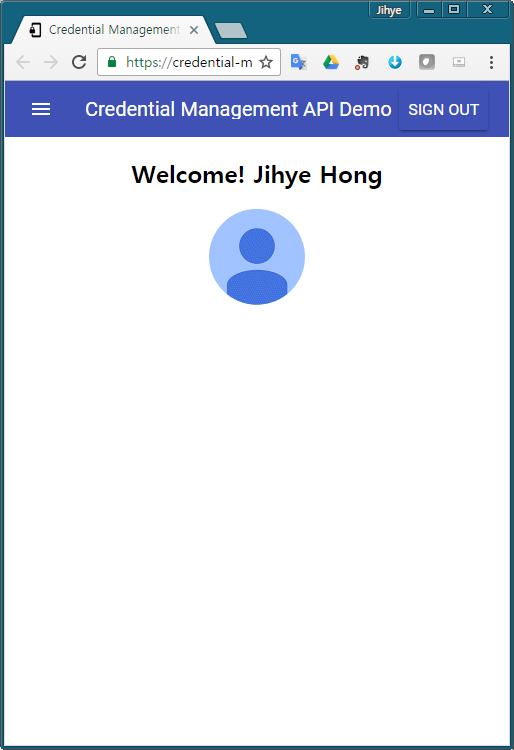 Jihye
Credential Management
https://credential-m
Credential Management API Demo
SIGN OUT
Welcome! Jihye Hong